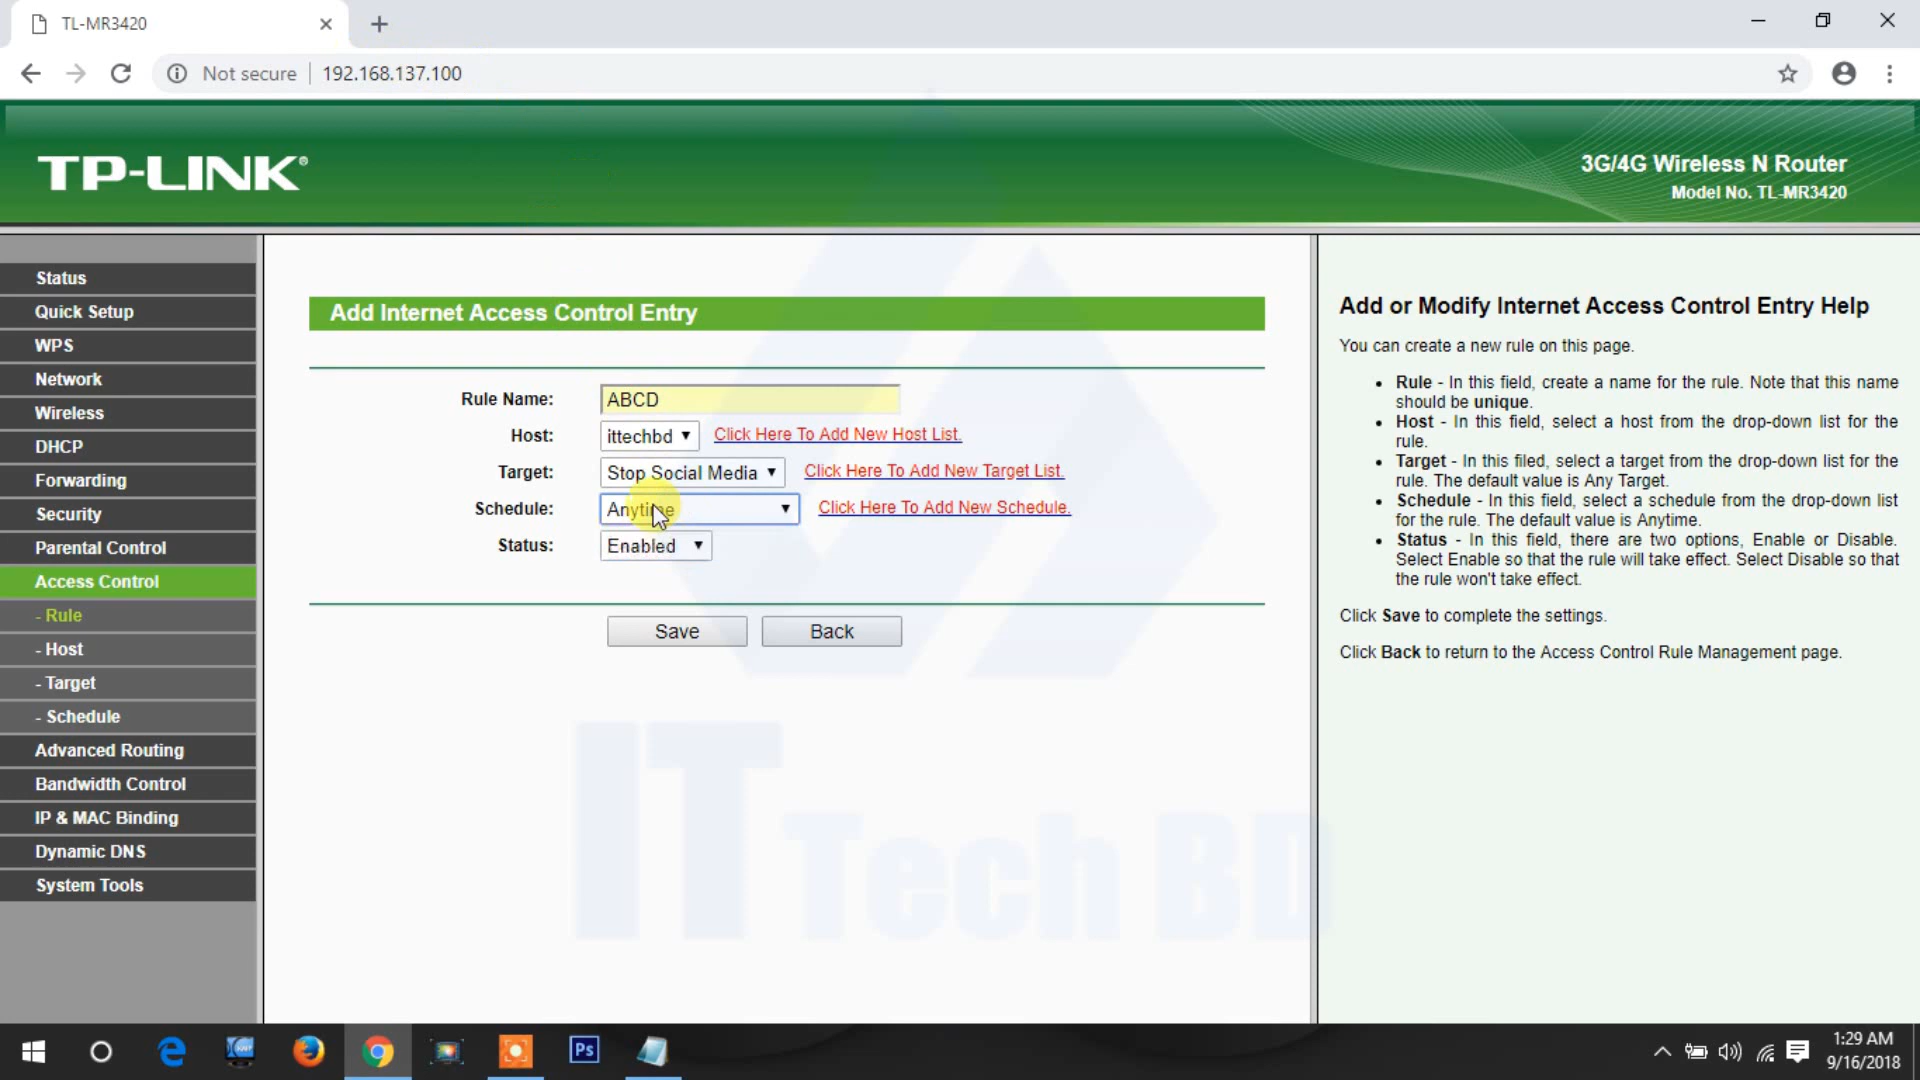 TL-MR3420
Not secure
192.168.137.100
TP-LINK®
3G/4G Wireless N Router
Model No. TL-MR3420
Status
Quick Setup
WPS
Network
Wireless
DHCP
Forwarding
Security
Parental Control
Access Control
- Rule
- Host
- Target
- Schedule
Advanced Routing
Bandwidth Control
IP & MAC Binding
Dynamic DNS
System Tools
Add Internet Access Control Entry
Rule Name: ABCD
Host: ittechbd Click Here To Add New Host List.
Target: Stop Social Media Click Here To Add New Target List.
Schedule: Anytime Click Here To Add New Schedule.
Status: Enabled
Save Back
IT Tech BD
Add or Modify Internet Access Control Entry Help
You can create a new rule on this page.
• Rule - In this field, create a name for the rule. Note that this name
should be unique.
• Host - In this field, select a host from the drop-down list for the
rule.
• Target - In this filed, select a target from the drop-down list for the
rule. The default value is Any Target.
• Schedule - In this field, select a schedule from the drop-down list
for the rule. The default value is Anytime.
• Status - In this field, there are two options, Enable or Disable.
Select Enable so that the rule will take effect. Select Disable so that
the rule won't take effect.
Click Save to complete the settings.
Click Back to return to the Access Control Rule Management page.
Ps
1:29 AM
9/16/2018